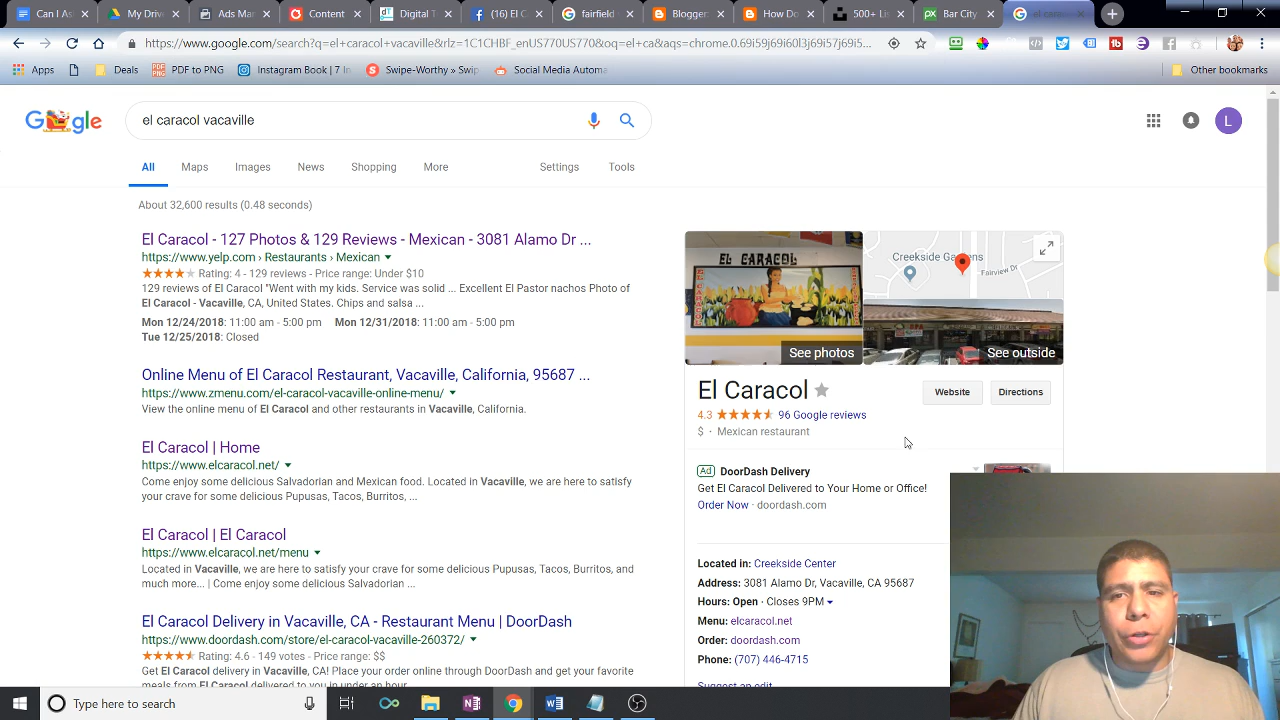 Can I As
My Drive
Ads Man
Content
Digital T
(16) El C
fairfield
Blogger:
How Do
500+ Li
Bar City
el carac
https://www.google.com/search?q=el+caracol+vacaville&rlz=1C1CHBF_enUS770US770&oq=el+ca&aqs=chrome.0.69i59j69i60l3j69i57j69i5...
Apps
Deals
PDF to PNG
Instagram Book | 7 In
Swipe-Worthy × Swip
Social Media Automa
Other bookmarks
el caracol vacaville
L
All
Maps
Images
News
Shopping
More
Settings
Tools
About 32,600 results (0.48 seconds)
El Caracol - 127 Photos & 129 Reviews - Mexican - 3081 Alamo Dr ...
https://www.yelp.com › Restaurants › Mexican
Rating: 4 - 129 reviews - Price range: Under $10
129 reviews of El Caracol "Went with my kids. Service was solid ... Excellent El Pastor nachos Photo of
El Caracol - Vacaville, CA, United States. Chips and salsa ...
Mon 12/24/2018: 11:00 am - 5:00 pm Mon 12/31/2018: 11:00 am - 5:00 pm
Tue 12/25/2018: Closed
Online Menu of El Caracol Restaurant, Vacaville, California, 95687 ...
https://www.zmenu.com/el-caracol-vacaville-online-menu/
View the online menu of El Caracol and other restaurants in Vacaville, California.
El Caracol | Home
https://www.elcaracol.net/
Come enjoy some delicious Salvadorian and Mexican food. Located in Vacaville, we are here to satisfy
your crave for some delicious Pupusas, Tacos, Burritos, ...
El Caracol | El Caracol
https://www.elcaracol.net/menu
Located in Vacaville, we are here to satisfy your crave for some delicious Pupusas, Tacos, Burritos, and
much more... | Come enjoy some delicious Salvadorian ...
El Caracol Delivery in Vacaville, CA - Restaurant Menu | DoorDash
https://www.doordash.com/store/el-caracol-vacaville-260372/
Rating: 4.6 - 149 votes - Price range: $$
Get El Caracol delivery in Vacaville, CA! Place your order online through DoorDash and get your favorite
meals from El Caracol delivered to you in under an hour
EL CARACOL
See photos
Creekside Gardens
Fairview Dr
See outside
El Caracol
Website
Directions
4.3
96 Google reviews
$ · Mexican restaurant
Ad DoorDash Delivery
Get El Caracol Delivered to Your Home or Office!
Order Now · doordash.com
Located in: Creekside Center
Address: 3081 Alamo Dr, Vacaville, CA 95687
Hours: Open · Closes 9PM
Menu: elcaracol.net
Order: doordash.com
Phone: (707) 446-4715
Suggest an edit
Type here to search